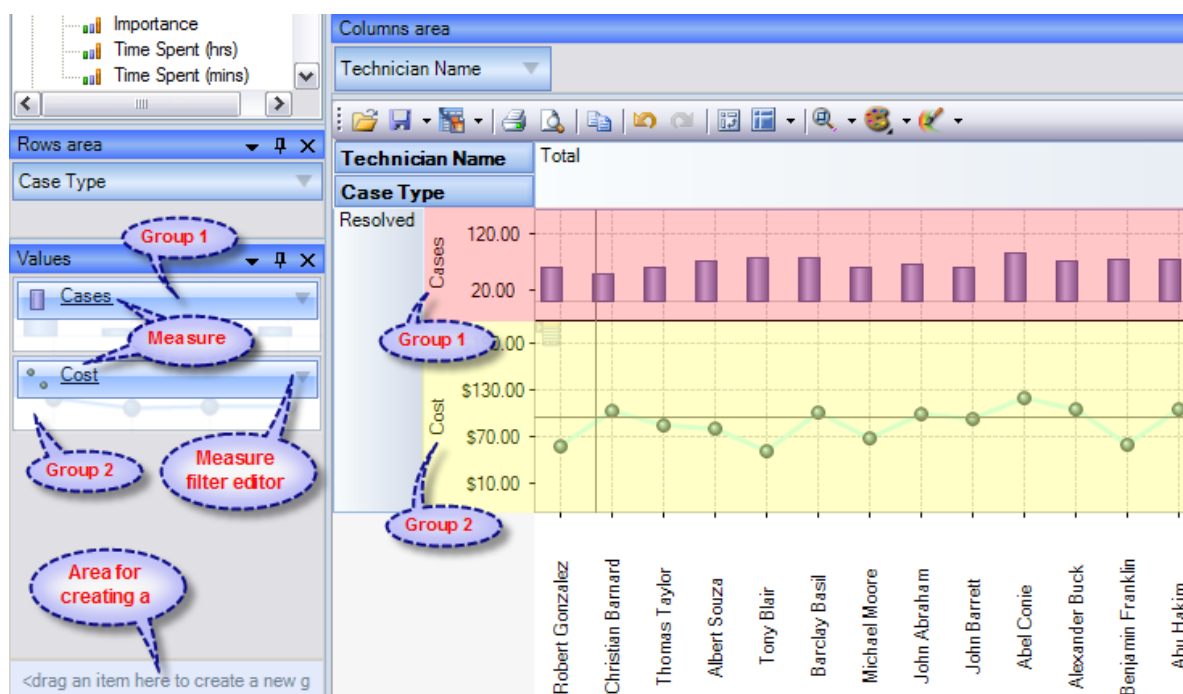 Importance
Time Spent (hrs)
Time Spent (mins)
Rows area
Case Type
Group 1
Values
Cases
Measure
Cost
Group 2
Measure
filter editor
Area for
creating a
<drag an item here to create a new g
Columns area
Technician Name
Technician Name
Total
Case Type
Resolved
Cases
120.00
20.00
Group 1
0.00
Cost
$130.00
$70.00
$10.00
Group 2
Robert Gonzalez
Christian Barnard
Thomas Taylor
Albert Souza
Tony Blair
Barclay Basil
Michael Moore
John Abraham
John Barrett
Abel Conie
Alexander Buck
Benjamin Franklin
Abu Hakim